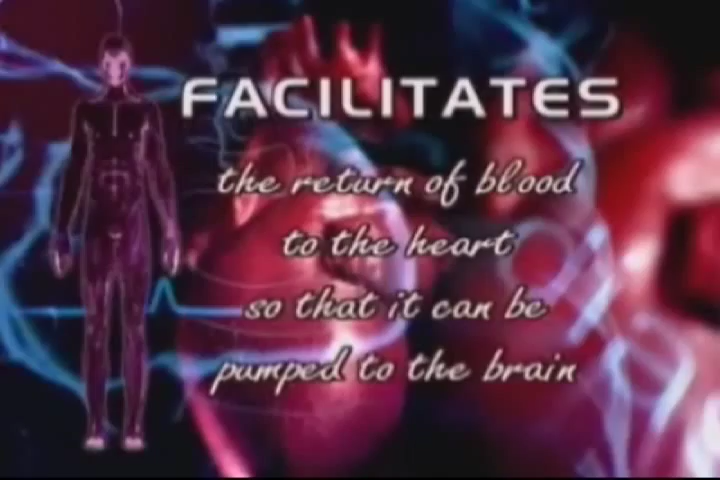 FACILITATES
the return of blood
to the heart
so that it can be
pumped to the brain